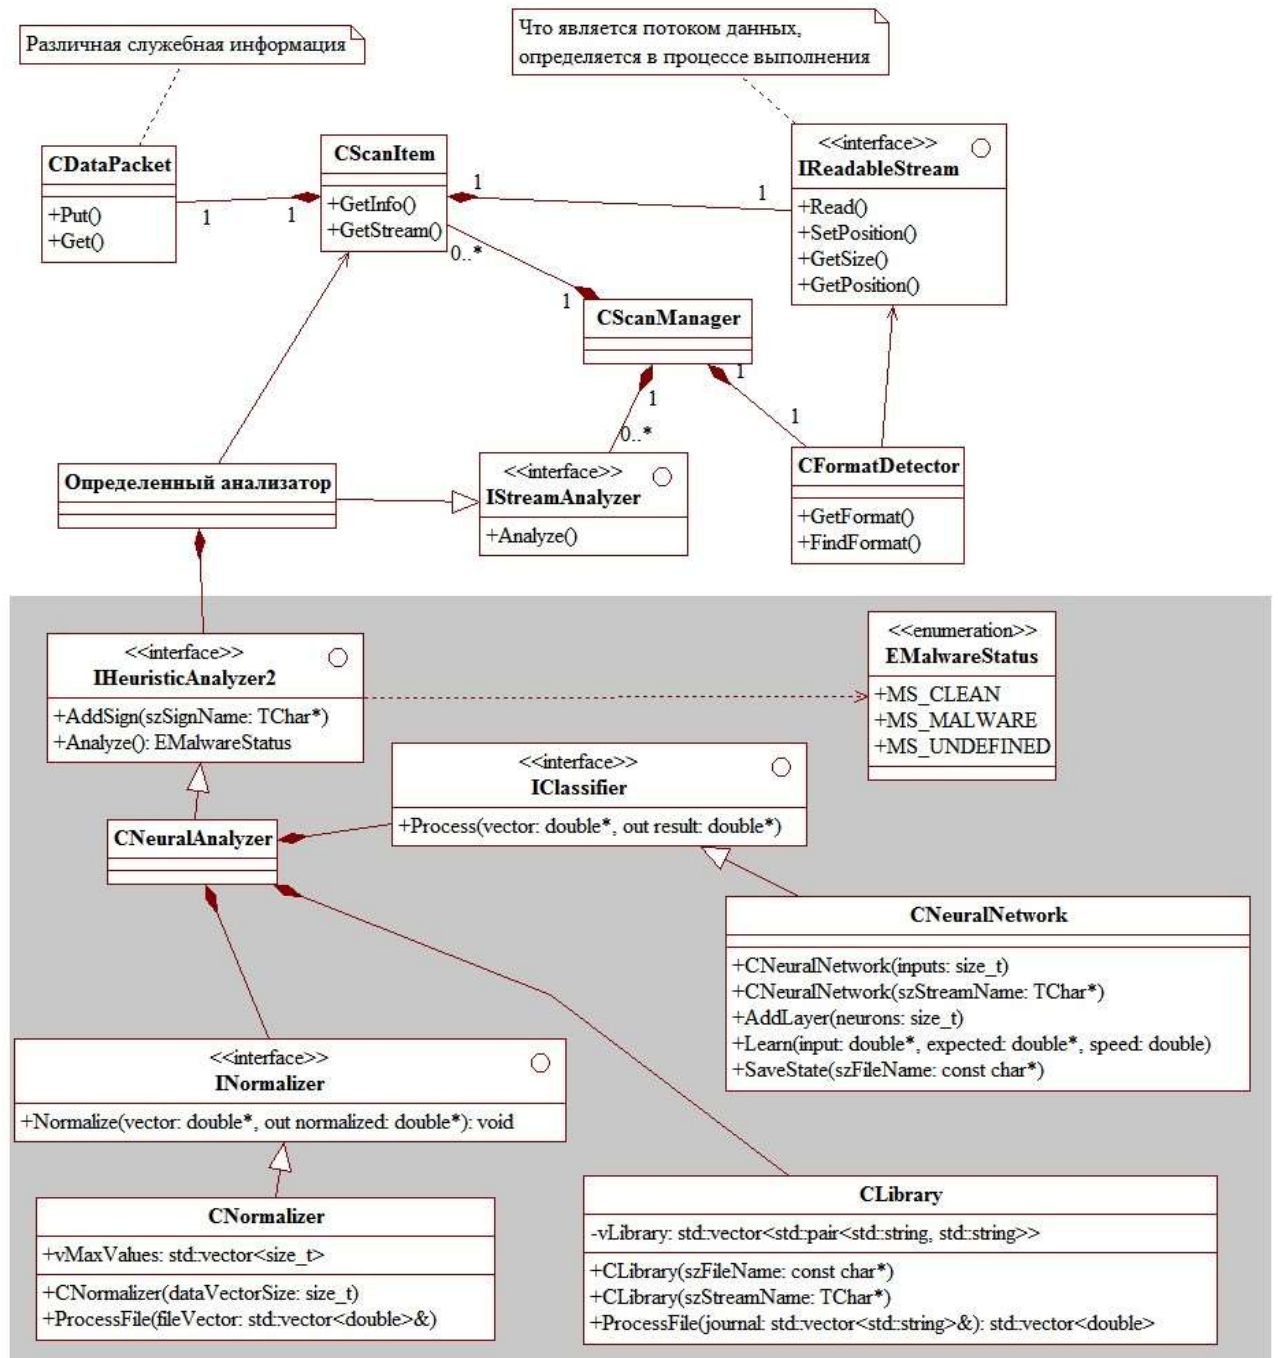 Различная служебная информация
Что является потоком данных,
определяется в процессе выполнения
CDataPacket
+Put()
+Get()
1
1
CScanItem
+GetInfo()
+GetStream()
1
1
<<interface>>
IReadableStream
+Read()
+SetPosition()
+GetSize()
+GetPosition()
0..*
1
CScanManager
1
1
1
0..*
Определенный анализатор
<<interface>>
IStreamAnalyzer
+Analyze()
CFormatDetector
+GetFormat()
+FindFormat()
<<interface>>
IHeuristicAnalyzer2
+AddSign(szSignName: TChar*)
+Analyze(): EMalwareStatus
<<enumeration>>
EMalwareStatus
+MS_CLEAN
+MS_MALWARE
+MS_UNDEFINED
<<interface>>
IClassifier
+Process(vector: double*, out result: double*)
CNeuralAnalyzer
CNeuralNetwork
+CNeuralNetwork(inputs: size_t)
+CNeuralNetwork(szStreamName: TChar*)
+AddLayer(neurons: size_t)
+Learn(input: double*, expected: double*, speed: double)
+SaveState(szFileName: const char*)
<<interface>>
INormalizer
+Normalize(vector: double*, out normalized: double*): void
CNormalizer
+vMaxValues: std::vector<size_t>
+CNormalizer(dataVectorSize: size_t)
+ProcessFile(fileVector: std::vector<double>&)
CLibrary
-vLibrary: std::vector<std::pair<std::string, std::string>>
+CLibrary(szFileName: const char*)
+CLibrary(szStreamName: TChar*)
+ProcessFile(journal: std::vector<std::string>&): std::vector<double>